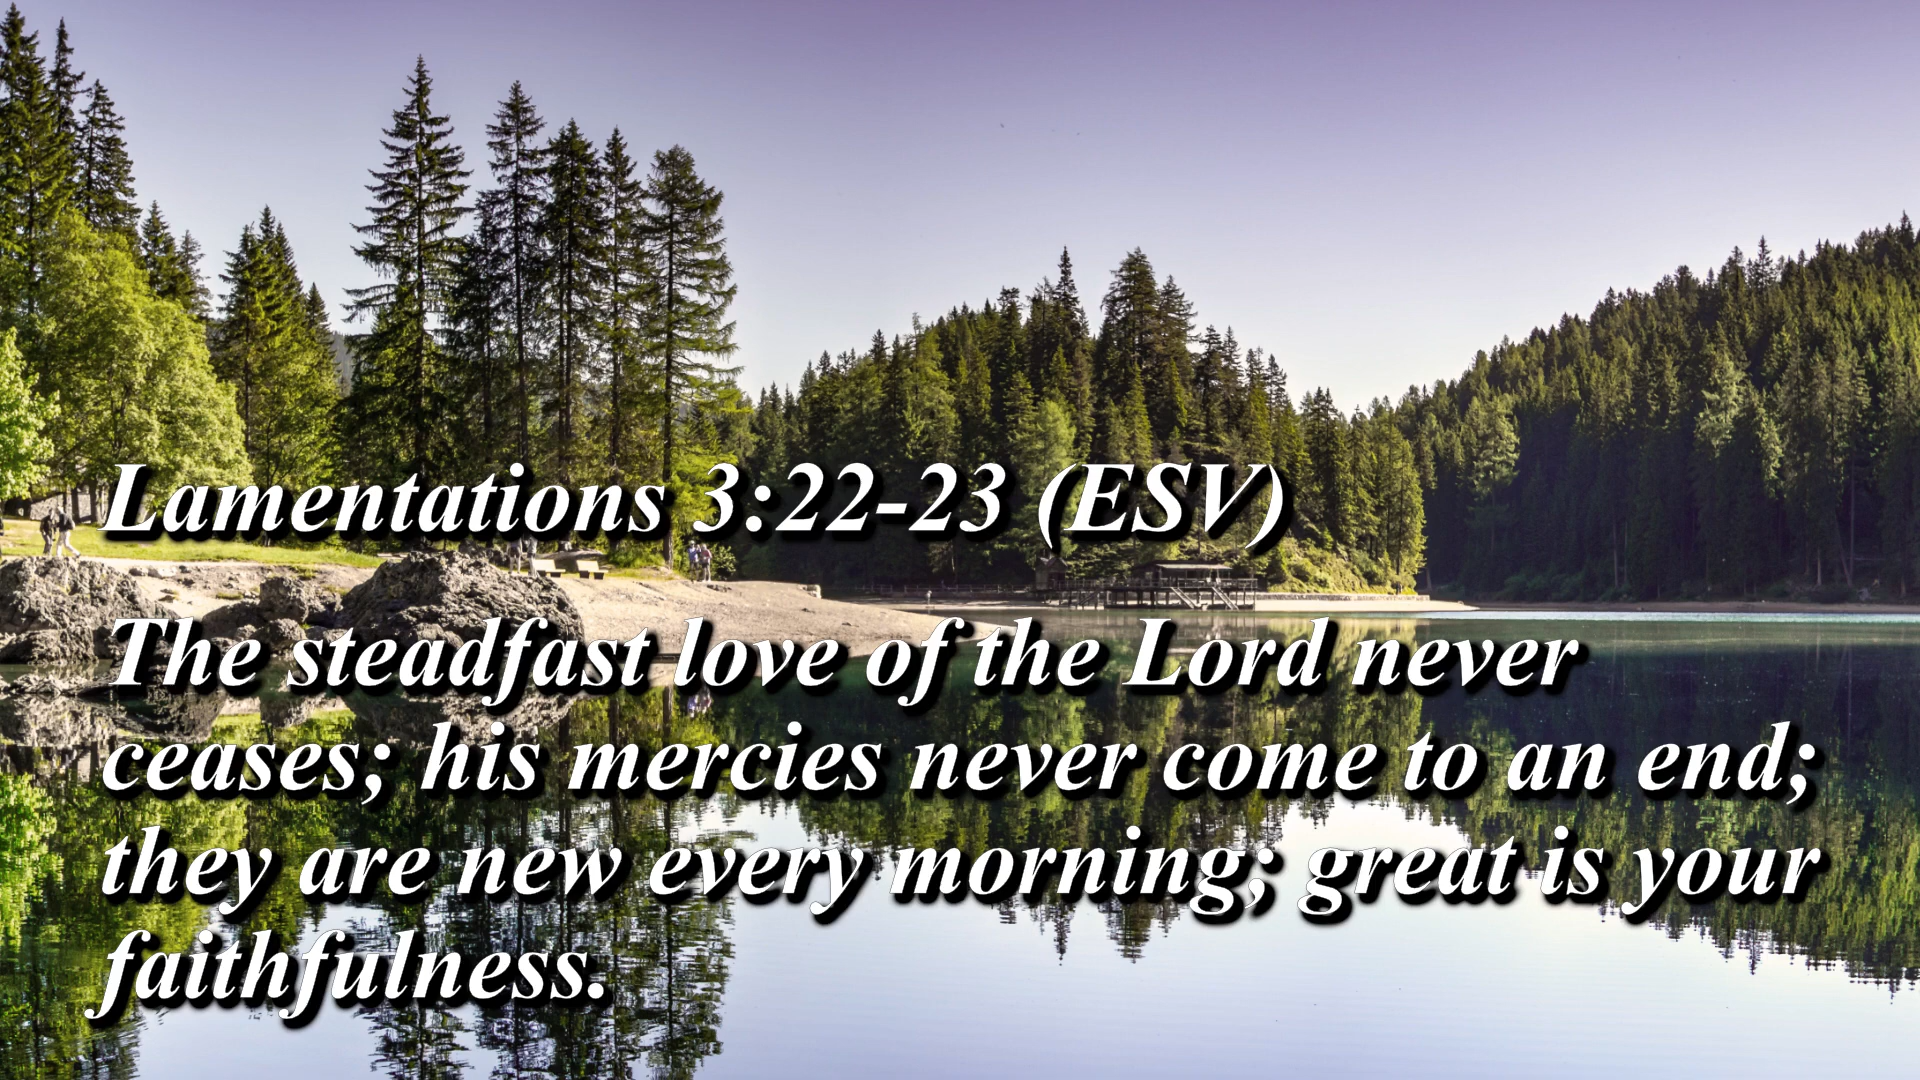 Lamentations 3:22-23 (ESV)
The steadfast love of the Lord never
ceases; his mercies never come to an end;
they are new every morning; great is your
faithfulness.